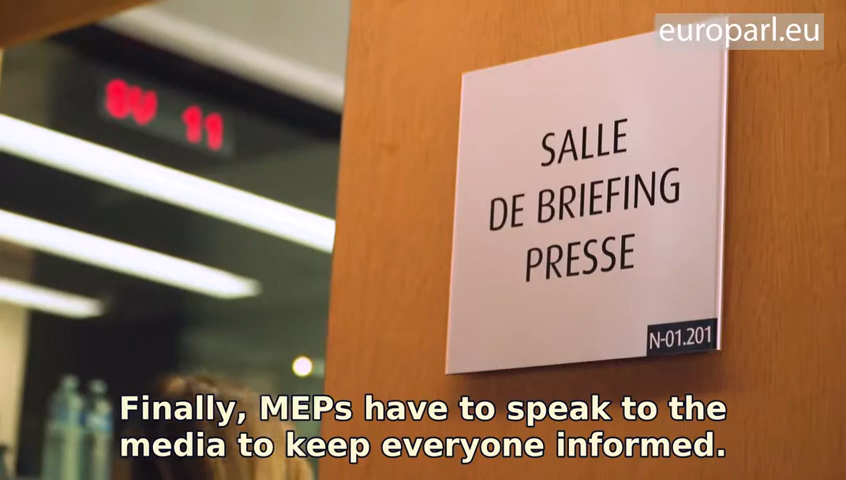 europarl.eu
SALLE
DE BRIEFING
PRESSE
N-01.201
Finally, MEPs have to speak to the
media to keep everyone informed.